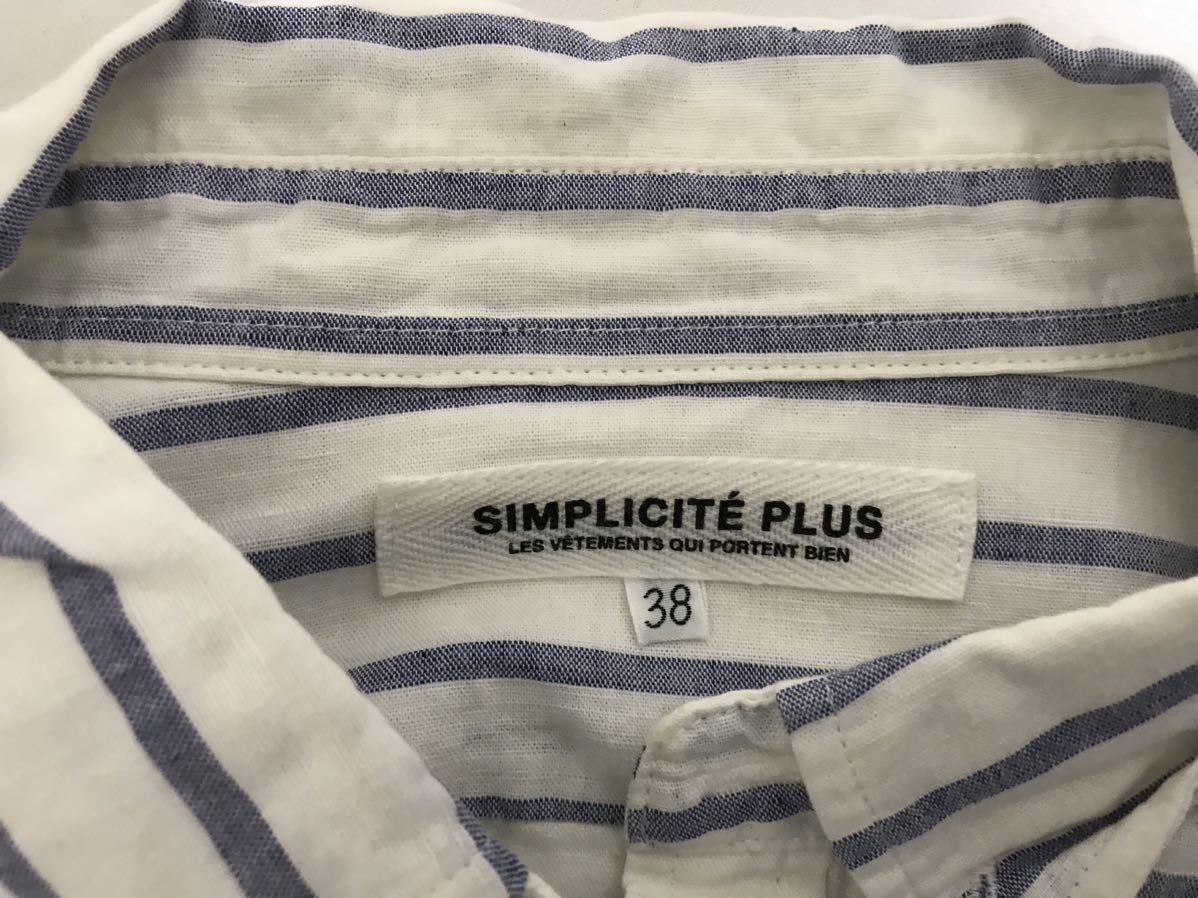 SIMPLICITÉ PLUS
LES VÊTEMENTS QUI PORTENT BIEN
38